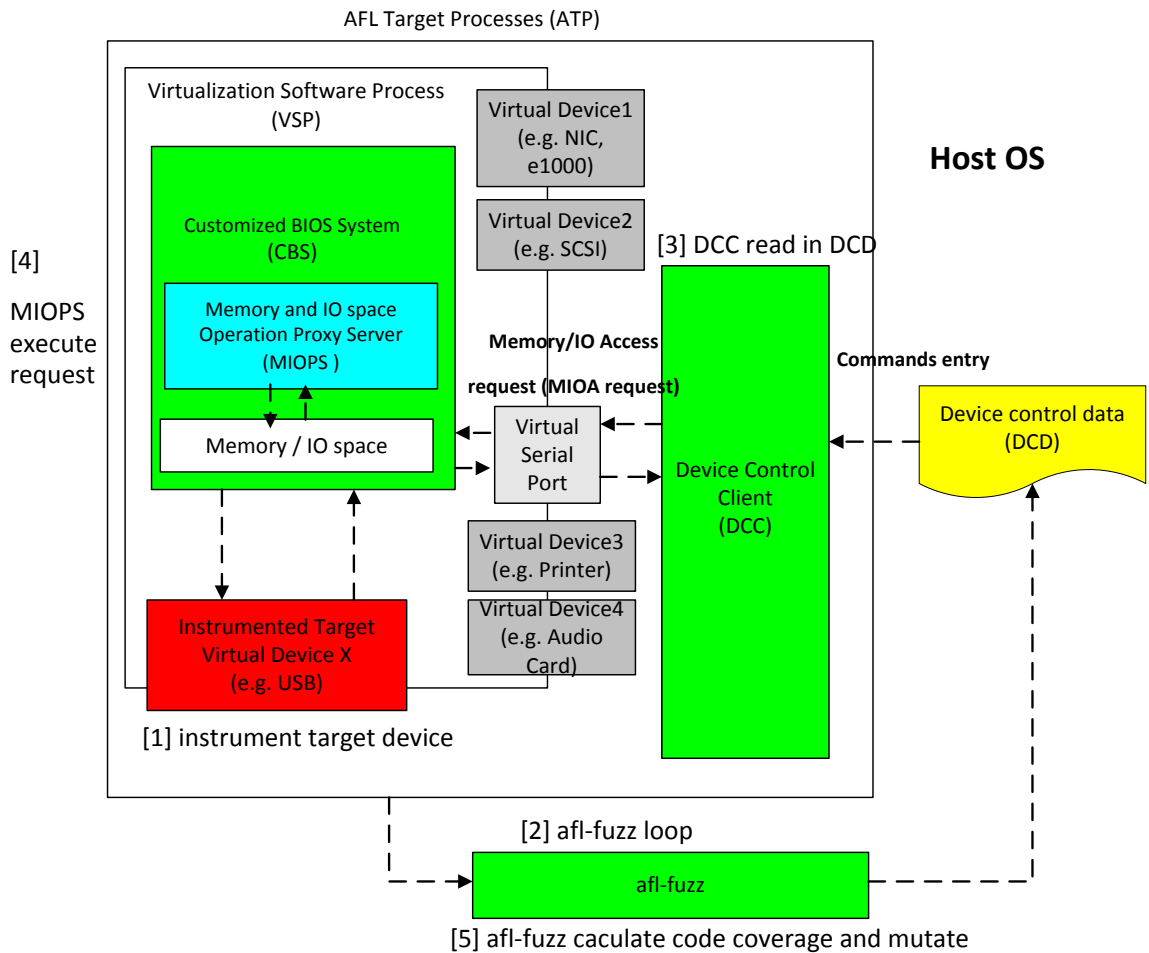 AFL Target Processes (ATP)
Virtualization Software Process
(VSP)
Virtual Device1
(e.g. NIC,
e1000)
Host OS
Customized BIOS System
(CBS)
Virtual Device2
(e.g. SCSI)
[3] DCC read in DCD
[4]
MIOPS
execute
request
Memory and IO space
Operation Proxy Server
(MIOPS )
Memory/IO Access
request (MIOA request)
Commands entry
Device control data
(DCD)
Memory / IO space
Virtual
Serial
Port
Device Control
Client
(DCC)
Virtual Device3
(e.g. Printer)
Virtual Device4
(e.g. Audio
Card)
Instrumented Target
Virtual Device X
(e.g. USB)
[1] instrument target device
[2] afl-fuzz loop
afl-fuzz
[5] afl-fuzz caculate code coverage and mutate